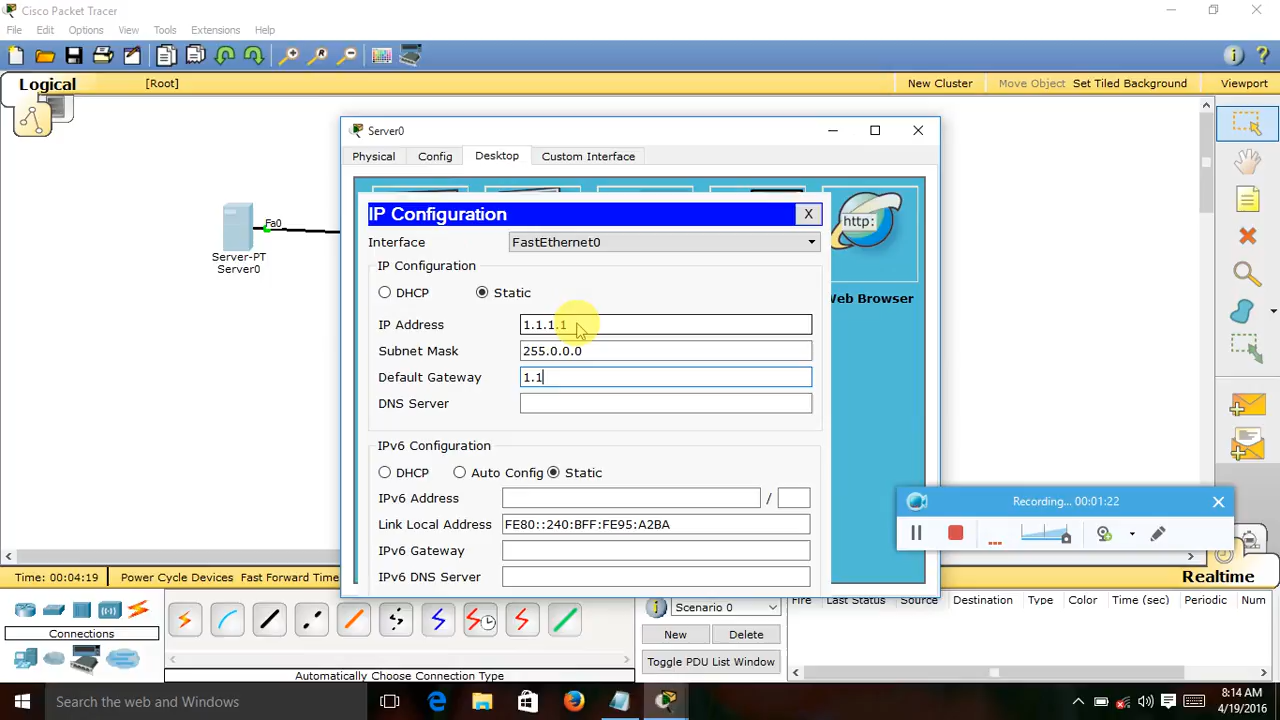 Cisco Packet Tracer
File Edit Options View Tools Extensions Help
Logical
[Root]
New Cluster
Move Object
Set Tiled Background
Viewport
Server0
Physical
Config
Desktop
Custom Interface
IP Configuration
X
http:
Web Browser
Interface
FastEthernet0
IP Configuration
DHCP
Static
IP Address
1.1.1.1
Subnet Mask
255.0.0.0
Default Gateway
1.1
DNS Server
IPv6 Configuration
DHCP
Auto Config
Static
IPv6 Address
/
Link Local Address
FE80::240:BFF:FE95:A2BA
IPv6 Gateway
IPv6 DNS Server
Fa0
Server-PT
Server0
Recording... 00:01:22
Time: 00:04:19
Power Cycle Devices
Fast Forward Time
Realtime
Connections
Automatically Choose Connection Type
Scenario 0
New
Delete
Toggle PDU List Window
Fire
Last Status
Source
Destination
Type
Color
Time (sec)
Periodic
Num
Search the web and Windows
8:14 AM
4/19/2016